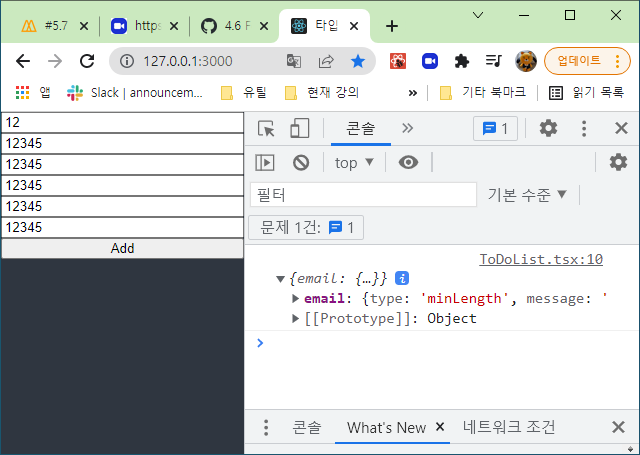 #5.7
https
4.6 F
타입
127.0.0.1:3000
업데이트
앱
Slack | announcem...
유틸
현재 강의
»
기타 북마크
읽기 목록
12
12345
12345
12345
12345
12345
Add
콘솔
»
1
top
필터
기본 수준
문제 1건: 1
ToDoList.tsx:10
{email: {…}}
email: {type: 'minLength', message: '
[[Prototype]]: Object
콘솔
What's New
네트워크 조건